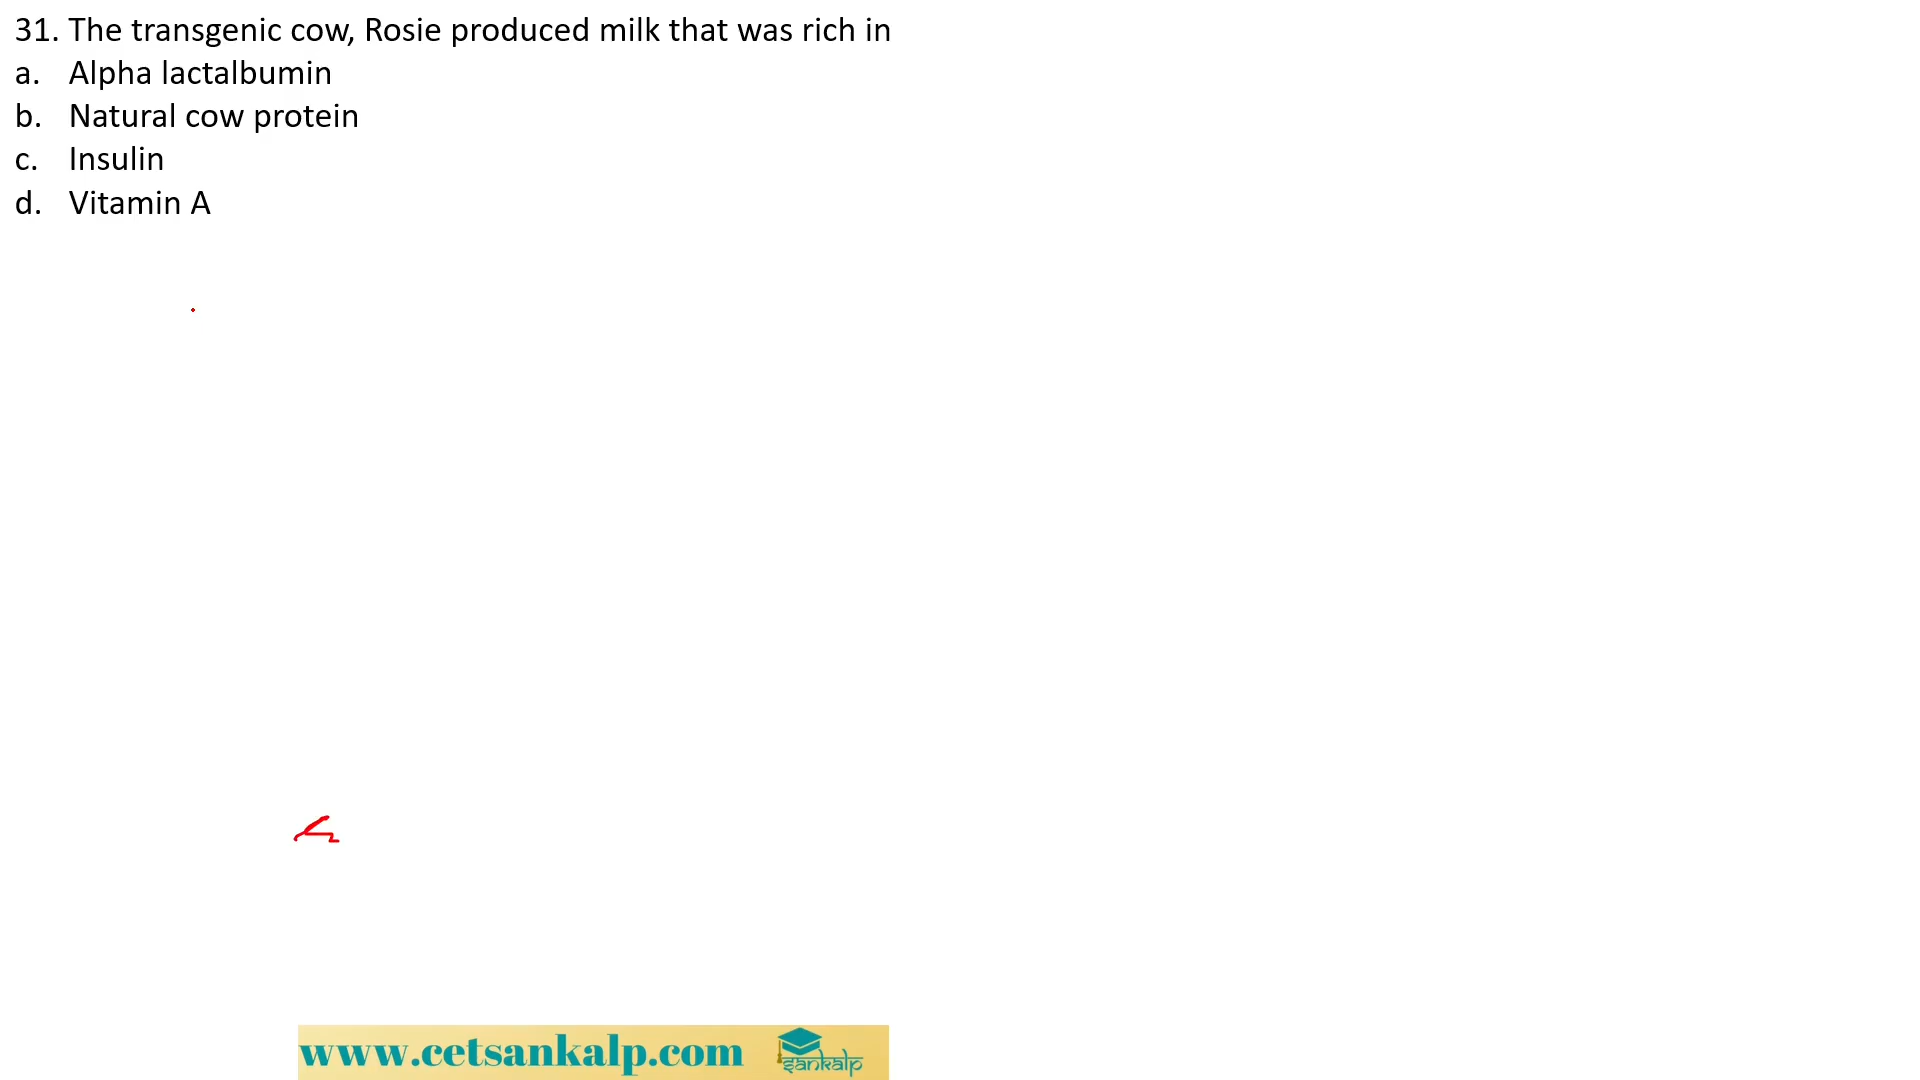 31. The transgenic cow, Rosie produced milk that was rich in
a. Alpha lactalbumin
b. Natural cow protein
c. Insulin
d. Vitamin A
www.cetsankalp.com
sankalp